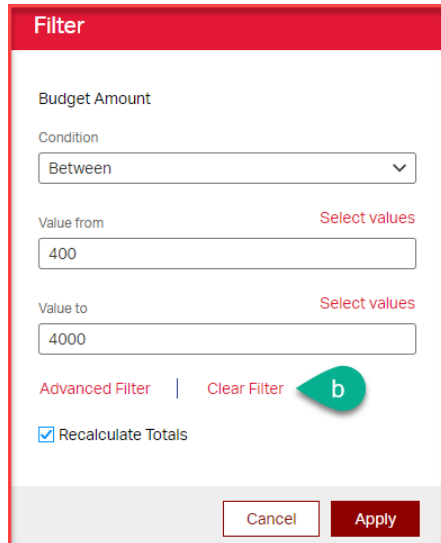 Filter
Budget Amount
Condition
Between
Value from Select values
400
Value to Select values
4000
Advanced Filter | Clear Filter b
Recalculate Totals
Cancel Apply